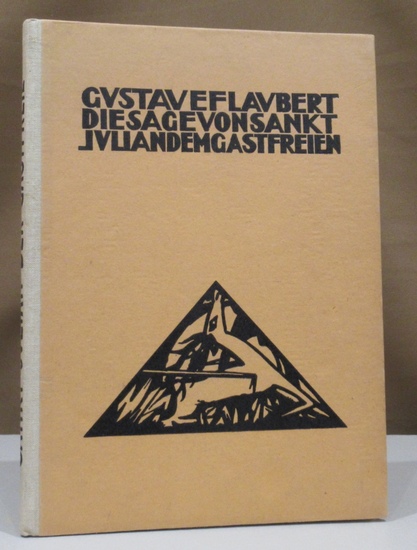 GVSTAVEFLAVBERT
DIESAGEVONSANKT
JVLIANDEMGASTFREIEN